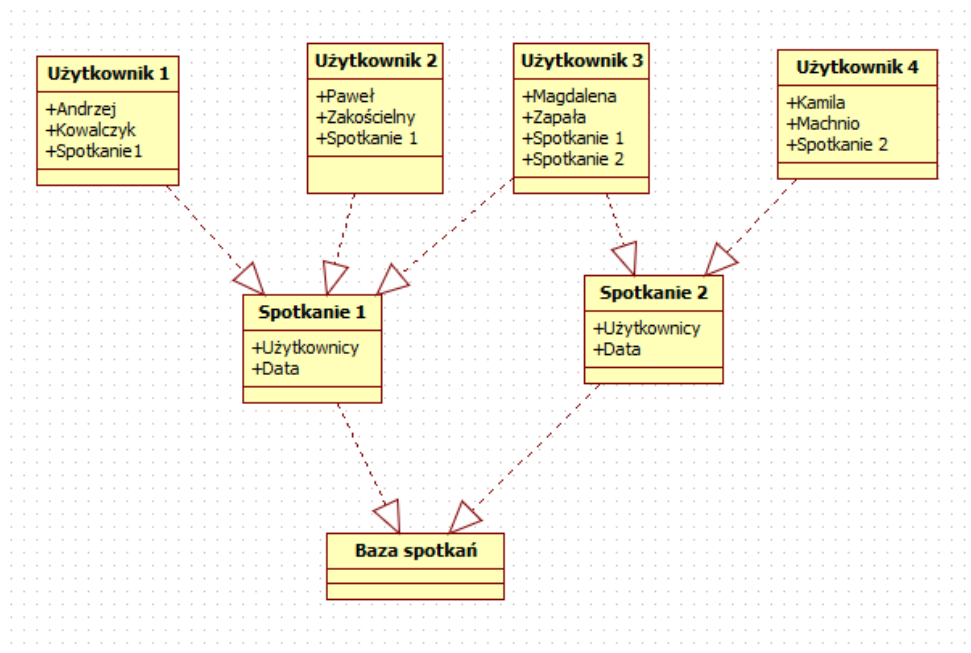 Użytkownik 1
+Andrzej
+Kowalczyk
+Spotkanie1
Użytkownik 2
+Paweł
+Zakościelny
+Spotkanie 1
Użytkownik 3
+Magdalena
+Zapała
+Spotkanie 1
+Spotkanie 2
Użytkownik 4
+Kamila
+Machnio
+Spotkanie 2
Spotkanie 1
+Użytkownicy
+Data
Spotkanie 2
+Użytkownicy
+Data
Baza spotkań